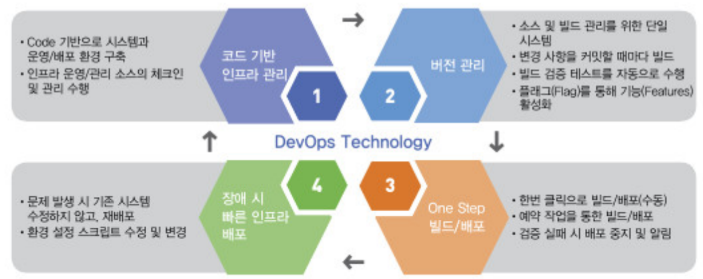 • Code 기반으로 시스템과
운영/배포 환경 구축
• 인프라 운영/관리 소스의 체크인
및 관리 수행
코드 기반
인프라 관리
1
→
2
버전 관리
• 소스 및 빌드 관리를 위한 단일
시스템
• 변경 사항을 커밋할 때마다 빌드
• 빌드 검증 테스트를 자동으로 수행
• 플래그(Flag)를 통해 기능(Features)
활성화
↑
DevOps Technology
↓
3
One Step
빌드/배포
• 한번 클릭으로 빌드/배포(수동)
• 예약 작업을 통한 빌드/배포
• 검증 실패 시 배포 중지 및 알림
←
4
장애 시
빠른 인프라
배포
• 문제 발생 시 기존 시스템
수정하지 않고, 재배포
• 환경 설정 스크립트 수정 및 변경